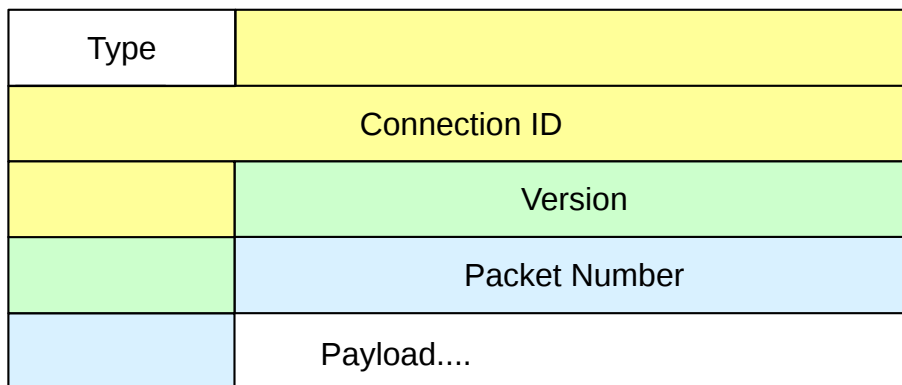 Type
Connection ID
Version
Packet Number
Payload....